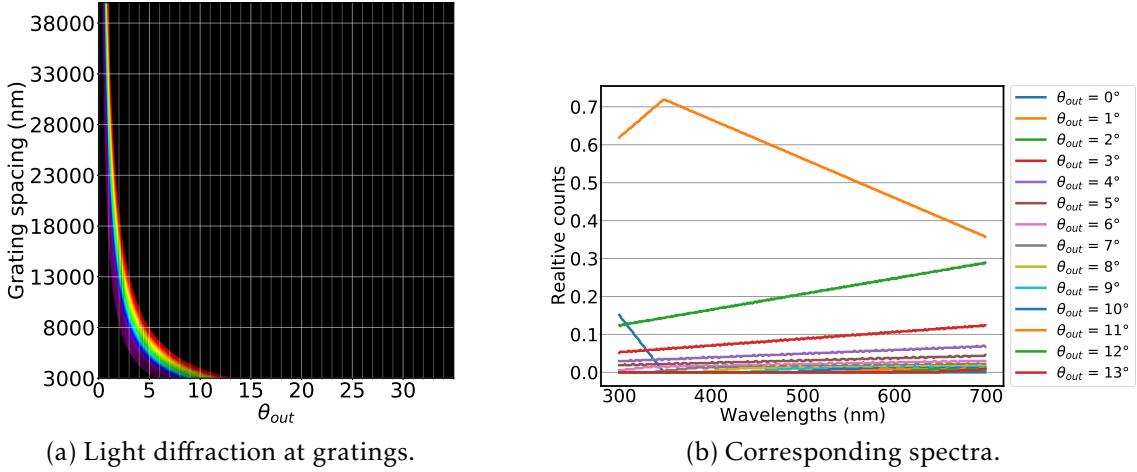 38000
33000
28000
23000
18000
13000
8000
3000
Grating spacing (nm)
0 5 10 15 20 25 30
θout
(a) Light diffraction at gratings.
0.7
0.6
0.5
0.4
0.3
0.2
0.1
0.0
Realtive counts
300 400 500 600 700
Wavelengths (nm)
θout = 0°
θout = 1°
θout = 2°
θout = 3°
θout = 4°
θout = 5°
θout = 6°
θout = 7°
θout = 8°
θout = 9°
θout = 10°
θout = 11°
θout = 12°
θout = 13°
(b) Corresponding spectra.